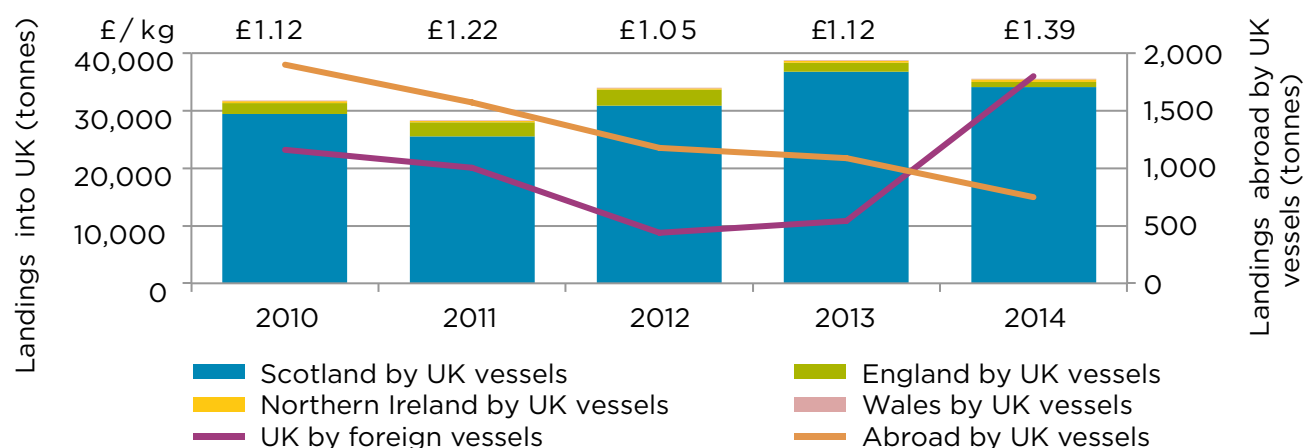 £/kg £1.12 £1.22 £1.05 £1.12 £1.39
Landings into UK (tonnes)
40,000
30,000
20,000
10,000
0
2,000
1,500
1,000
500
0
Landings abroad by UK
vessels (tonnes)
2010 2011 2012 2013 2014
Scotland by UK vessels
England by UK vessels
Northern Ireland by UK vessels
Wales by UK vessels
UK by foreign vessels
Abroad by UK vessels